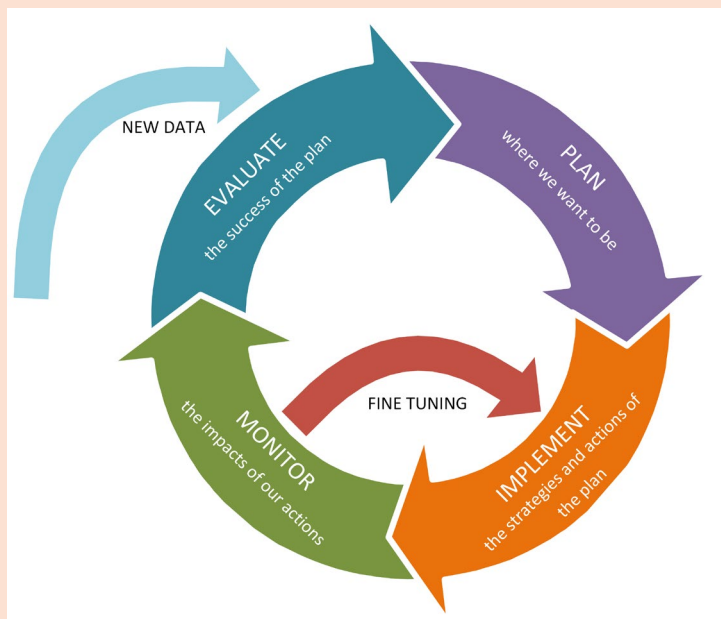 NEW DATA
EVALUATE
the success of the plan
PLAN
where we want to be
IMPLEMENT
the strategies and actions of
the plan
MONITOR
the impacts of our actions
FINE TUNING